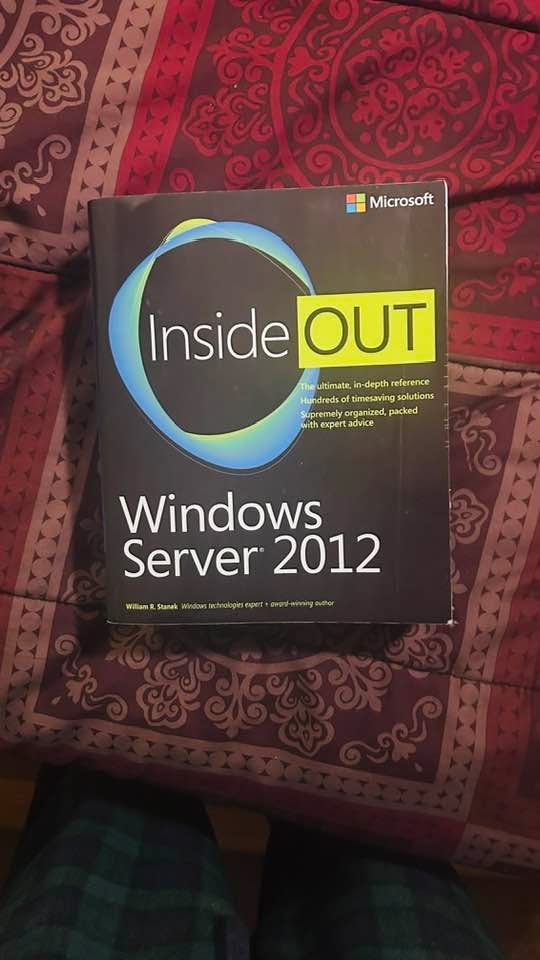 Microsoft
Inside OUT
The ultimate, in-depth reference
Hundreds of timesaving solutions
Supremely organized, packed
with expert advice
Windows
Server® 2012
William R. Stanek Windows technologies expert + award-winning author